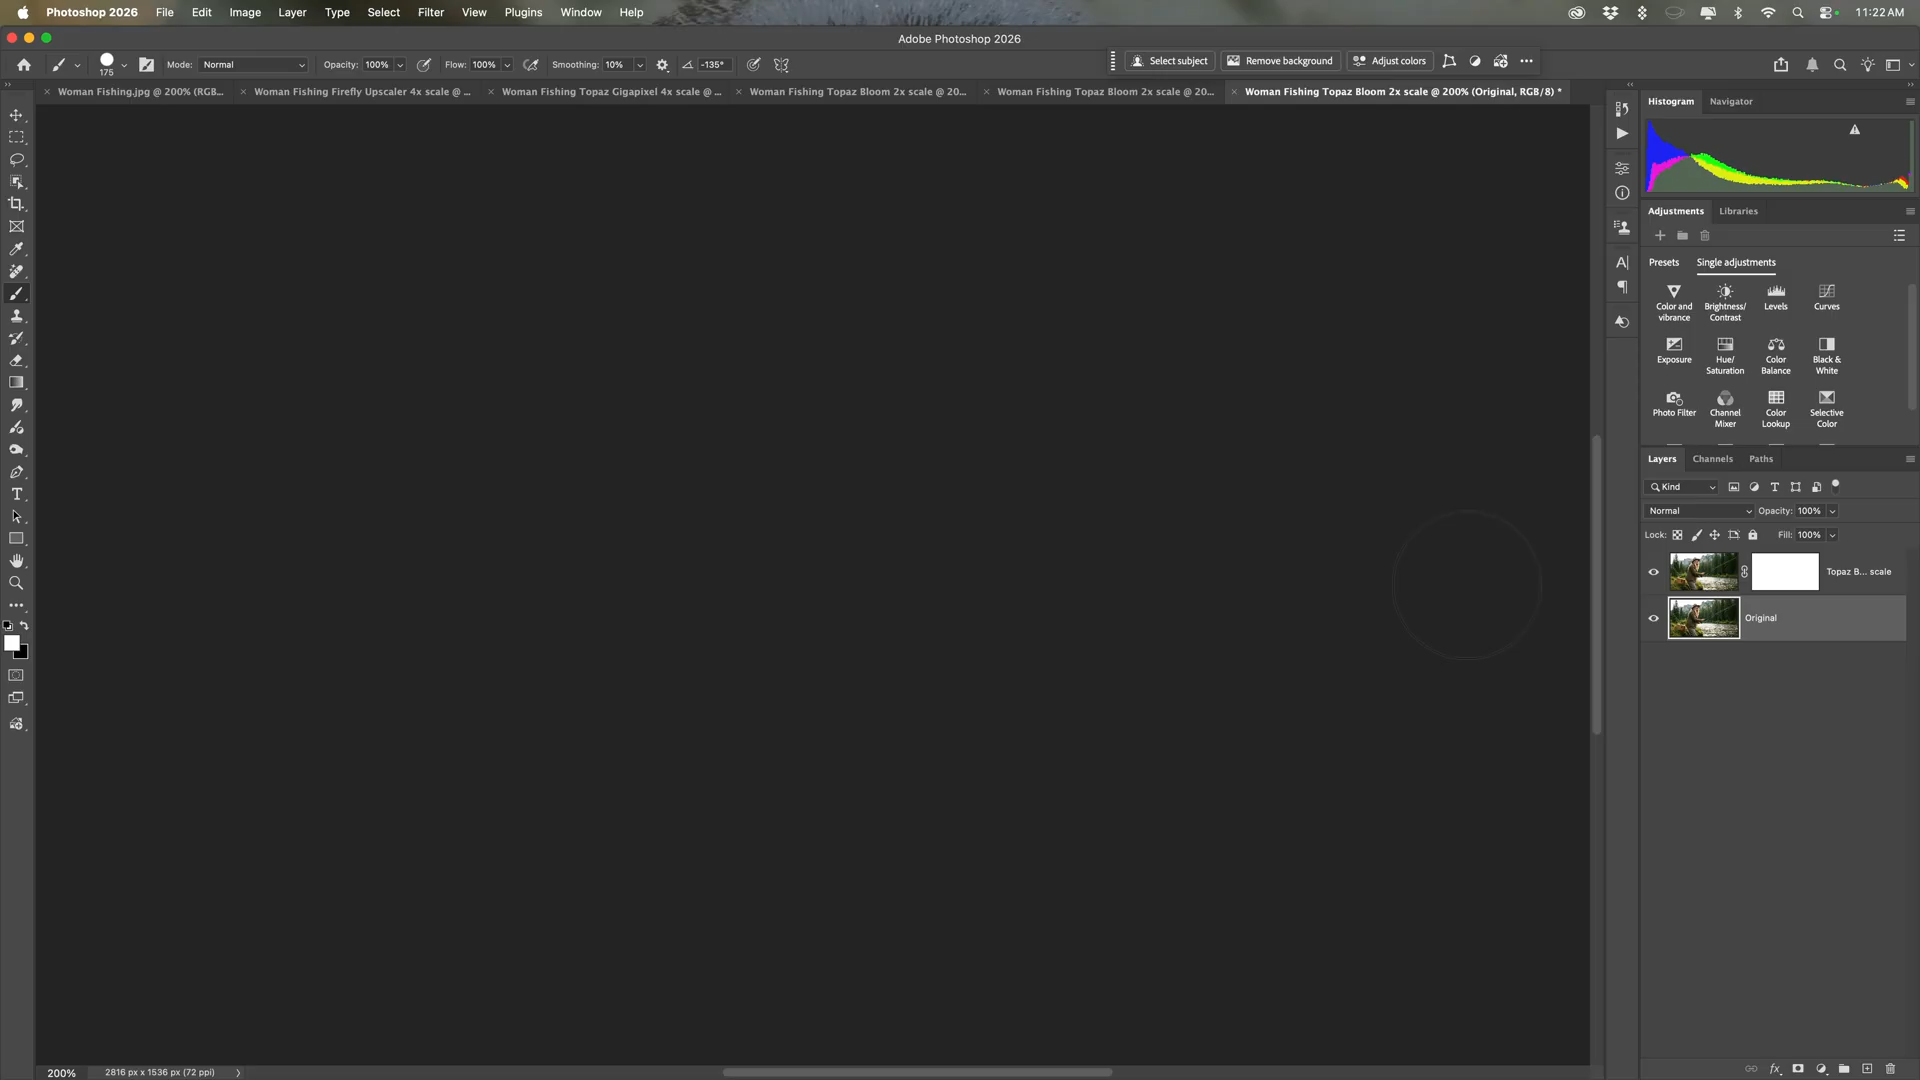 Photoshop 2026 File Edit Image Layer Type Select Filter View Plugins Window Help 11:22 AM
Adobe Photoshop 2026
175 Mode: Normal Opacity: 100% Flow: 100% Smoothing: 10% -135° Select subject Remove background Adjust colors
Woman Fishing.jpg @ 200% (RGB... Woman Fishing Firefly Upscaler 4x scale @ ... Woman Fishing Topaz Gigapixel 4x scale @ ... Woman Fishing Topaz Bloom 2x scale @ 20... Woman Fishing Topaz Bloom 2x scale @ 20... Woman Fishing Topaz Bloom 2x scale @ 200% (Original, RGB/8) *
Histogram Navigator
Adjustments Libraries
Presets Single adjustments
Color and vibrance
Brightness/ Contrast
Levels
Curves
Exposure
Hue/ Saturation
Color Balance
Black & White
Photo Filter
Channel Mixer
Color Lookup
Selective Color
Layers Channels Paths
Kind
Normal Opacity: 100%
Lock: Fill: 100%
Topaz B... scale
Original
200% 2816 px x 1536 px (72 ppi)